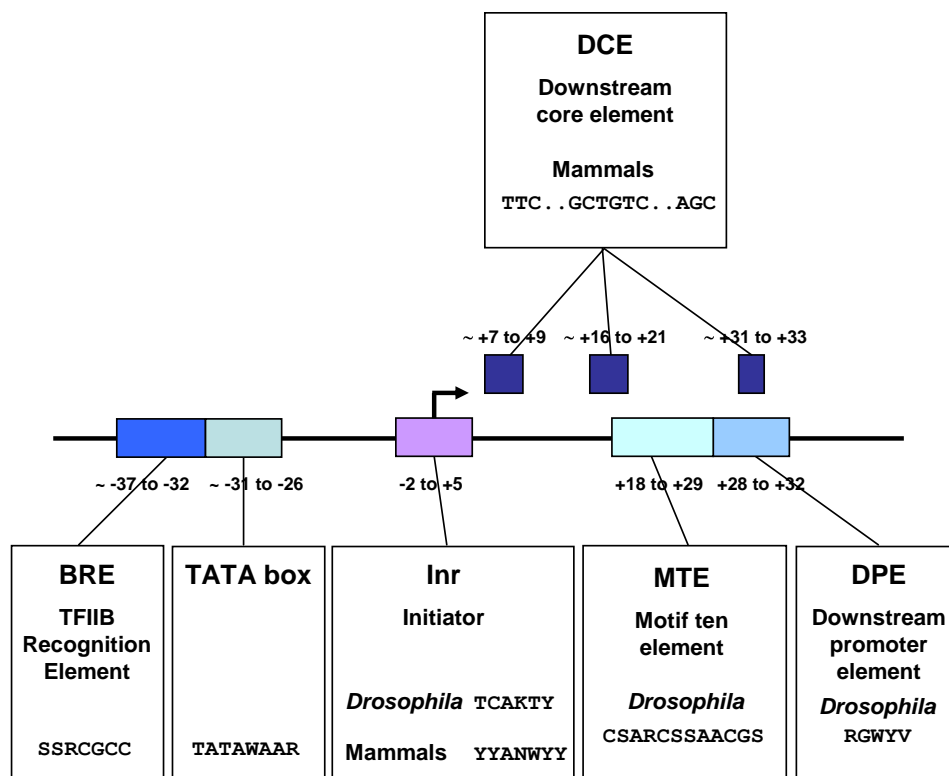 DCE
Downstream
core element
Mammals
TTC..GCTGTC..AGC
~ +7 to +9
~ +16 to +21
~ +31 to +33
~ -37 to -32
~ -31 to -26
-2 to +5
+18 to +29
+28 to +32
BRE
TFIIB
Recognition
Element
SSRCGCC
TATA box
TATAWAAR
Inr
Initiator
Drosophila TCAKTY
Mammals YYANWYY
MTE
Motif ten
element
Drosophila
CSARCSSAACGS
DPE
Downstream
promoter
element
Drosophila
RGWYV